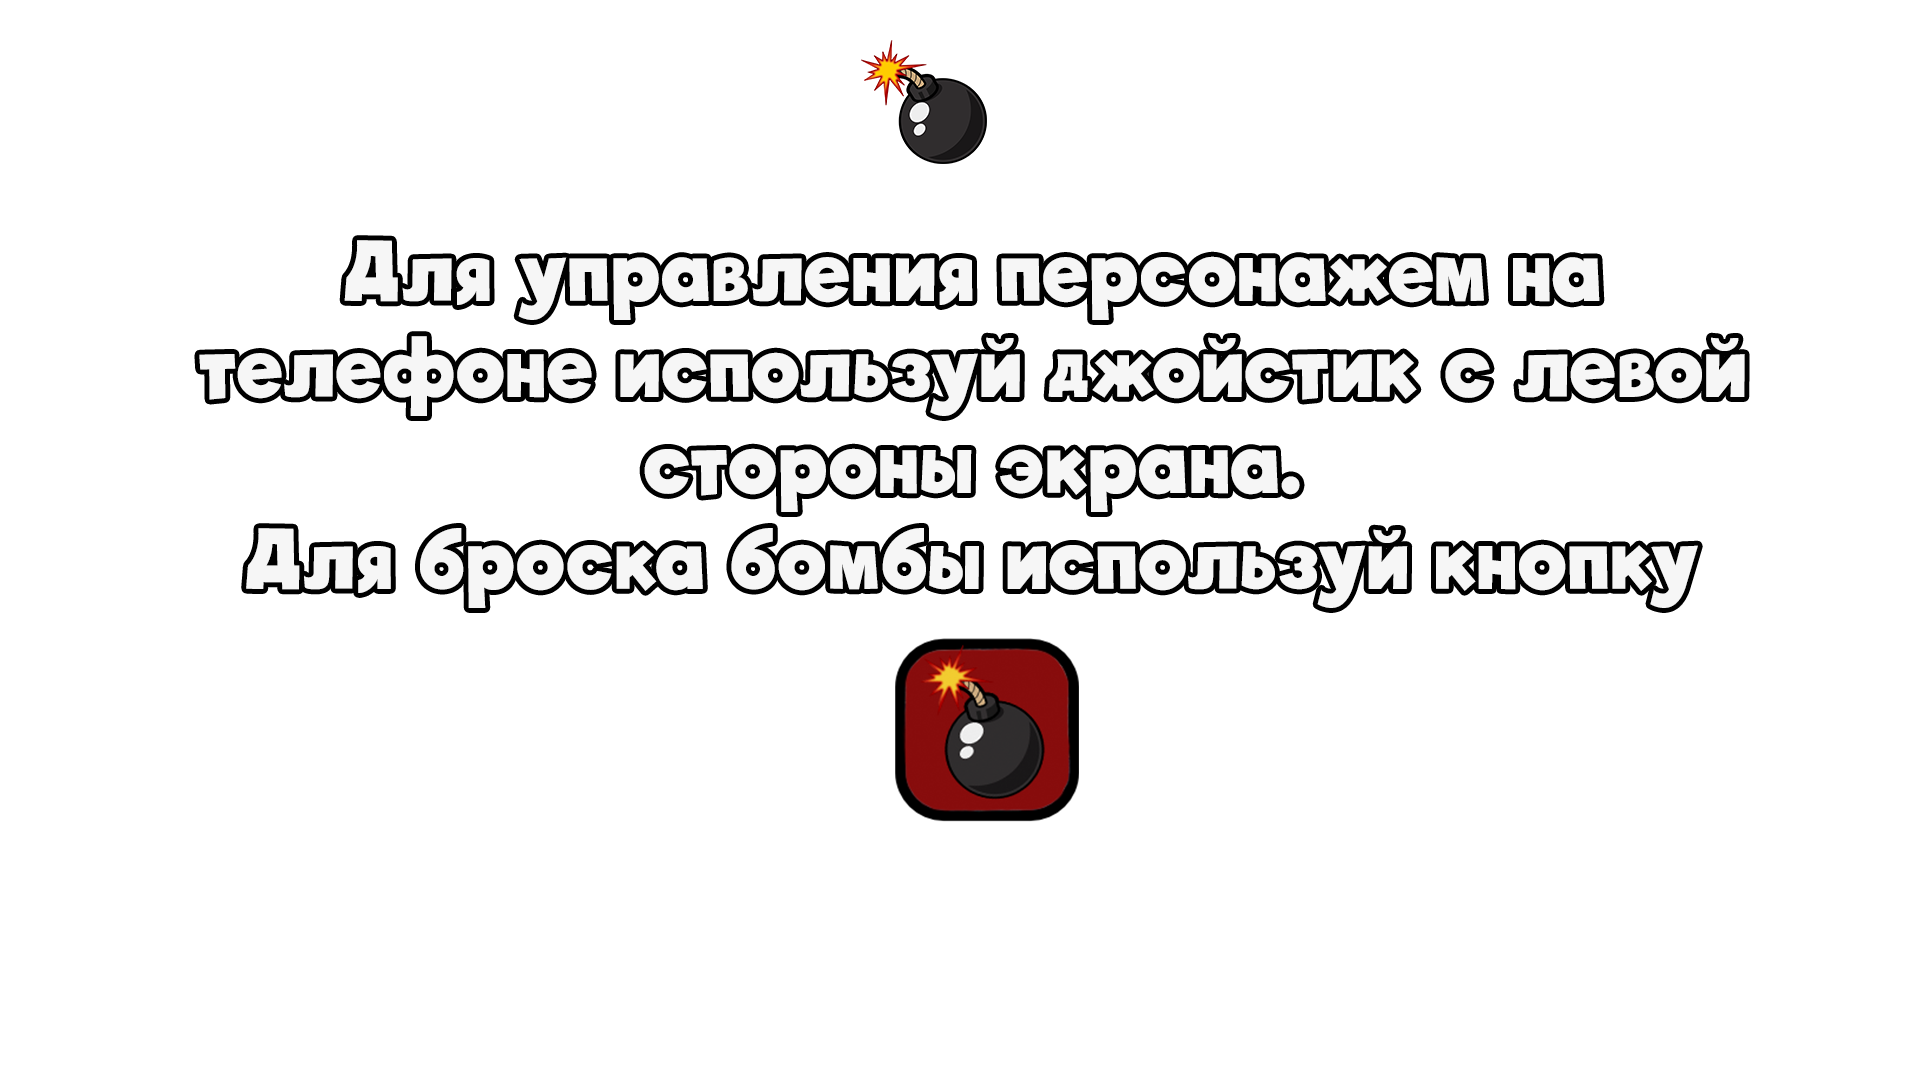 Для управления персонажем на
телефоне используй джойстик с левой
стороны экрана.
Для броска бомбы используй кнопку